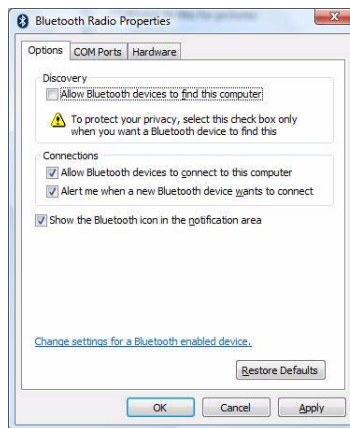 Bluetooth Radio Properties
Options COM Ports Hardware
Discovery
Allow Bluetooth devices to find this computer
To protect your privacy, select this check box only
when you want a Bluetooth device to find this
Connections
Allow Bluetooth devices to connect to this computer
Alert me when a new Bluetooth device wants to connect
Show the Bluetooth icon in the notification area
Change settings for a Bluetooth enabled device.
Restore Defaults
OK Cancel Apply